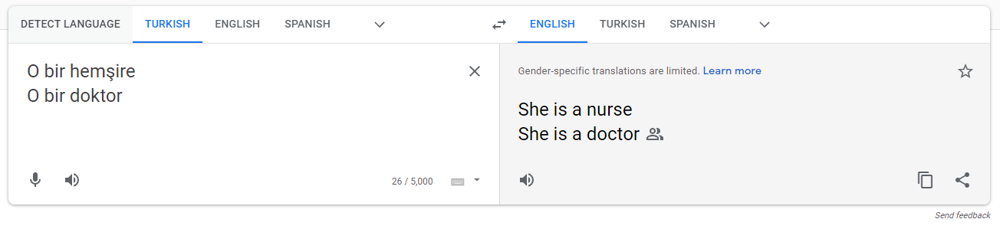 DETECT LANGUAGE TURKISH ENGLISH SPANISH ENGLISH TURKISH SPANISH
O bir hemşire
O bir doktor
26 / 5,000
Gender-specific translations are limited. Learn more
She is a nurse
She is a doctor
Send feedback